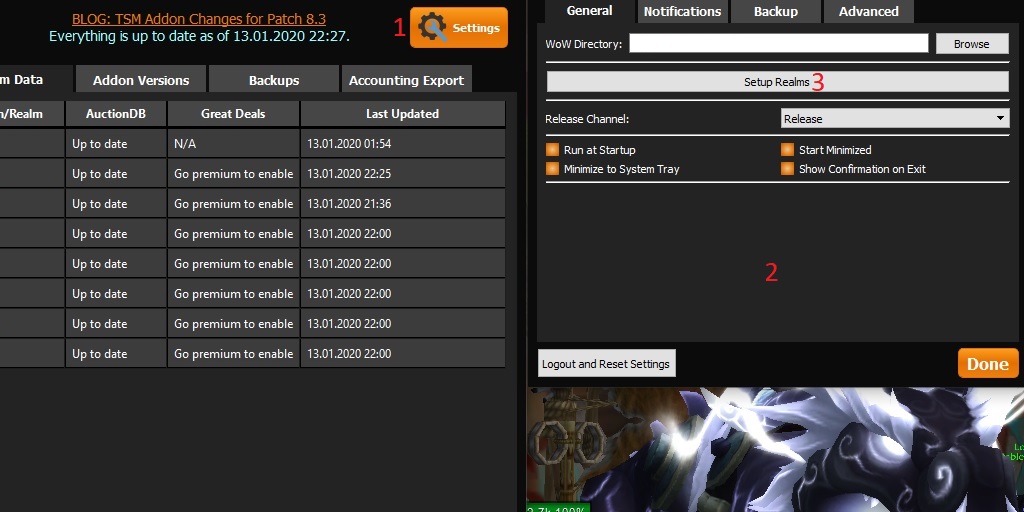 BLOG: TSM Addon Changes for Patch 8.3
Everything is up to date as of 13.01.2020 22:27.
1
Settings
m Data
Addon Versions
Backups
Accounting Export
/Realm
AuctionDB
Great Deals
Last Updated
Up to date
N/A
13.01.2020 01:54
Up to date
Go premium to enable
13.01.2020 22:25
Up to date
Go premium to enable
13.01.2020 21:36
Up to date
Go premium to enable
13.01.2020 22:00
Up to date
Go premium to enable
13.01.2020 22:00
Up to date
Go premium to enable
13.01.2020 22:00
Up to date
Go premium to enable
13.01.2020 22:00
Up to date
Go premium to enable
13.01.2020 22:00
General
Notifications
Backup
Advanced
WoW Directory:
Browse
Setup Realms
3
Release Channel:
Release
Run at Startup
Start Minimized
Minimize to System Tray
Show Confirmation on Exit
2
Logout and Reset Settings
Done
100%